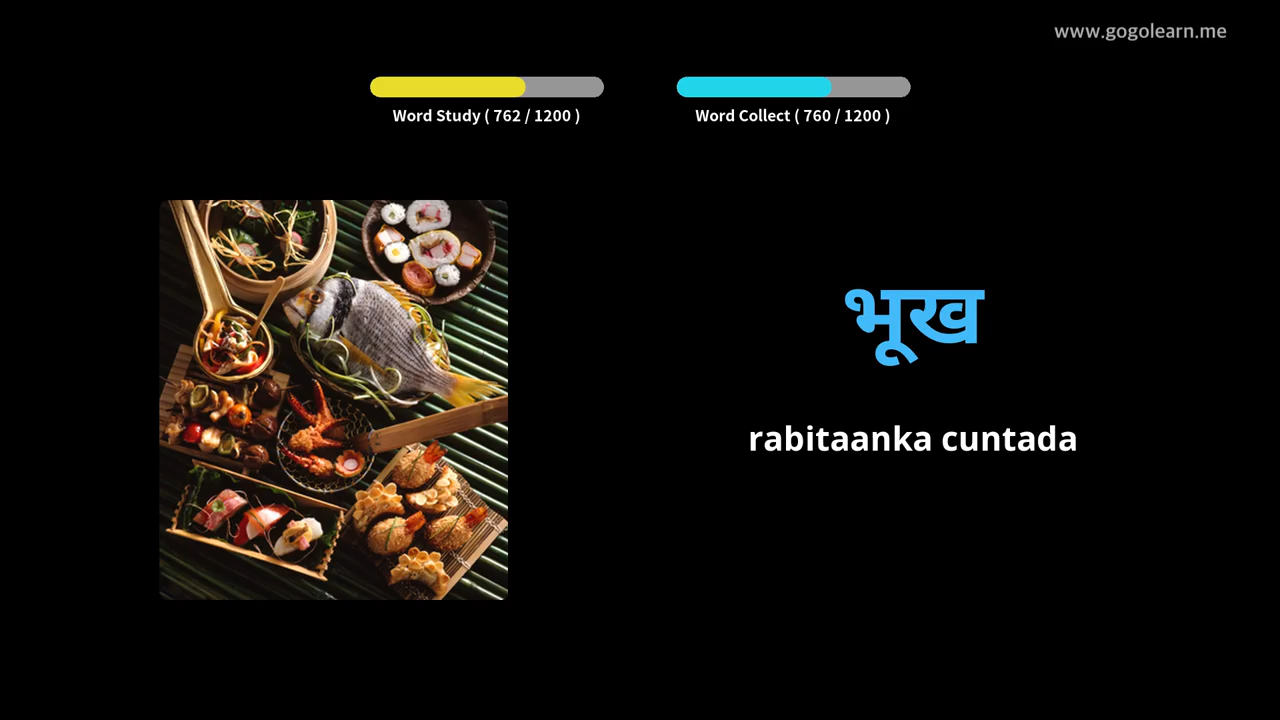 www.gogolearn.me
Word Study ( 762 / 1200 )
Word Collect ( 760 / 1200 )
भूख
rabitaanka cuntada